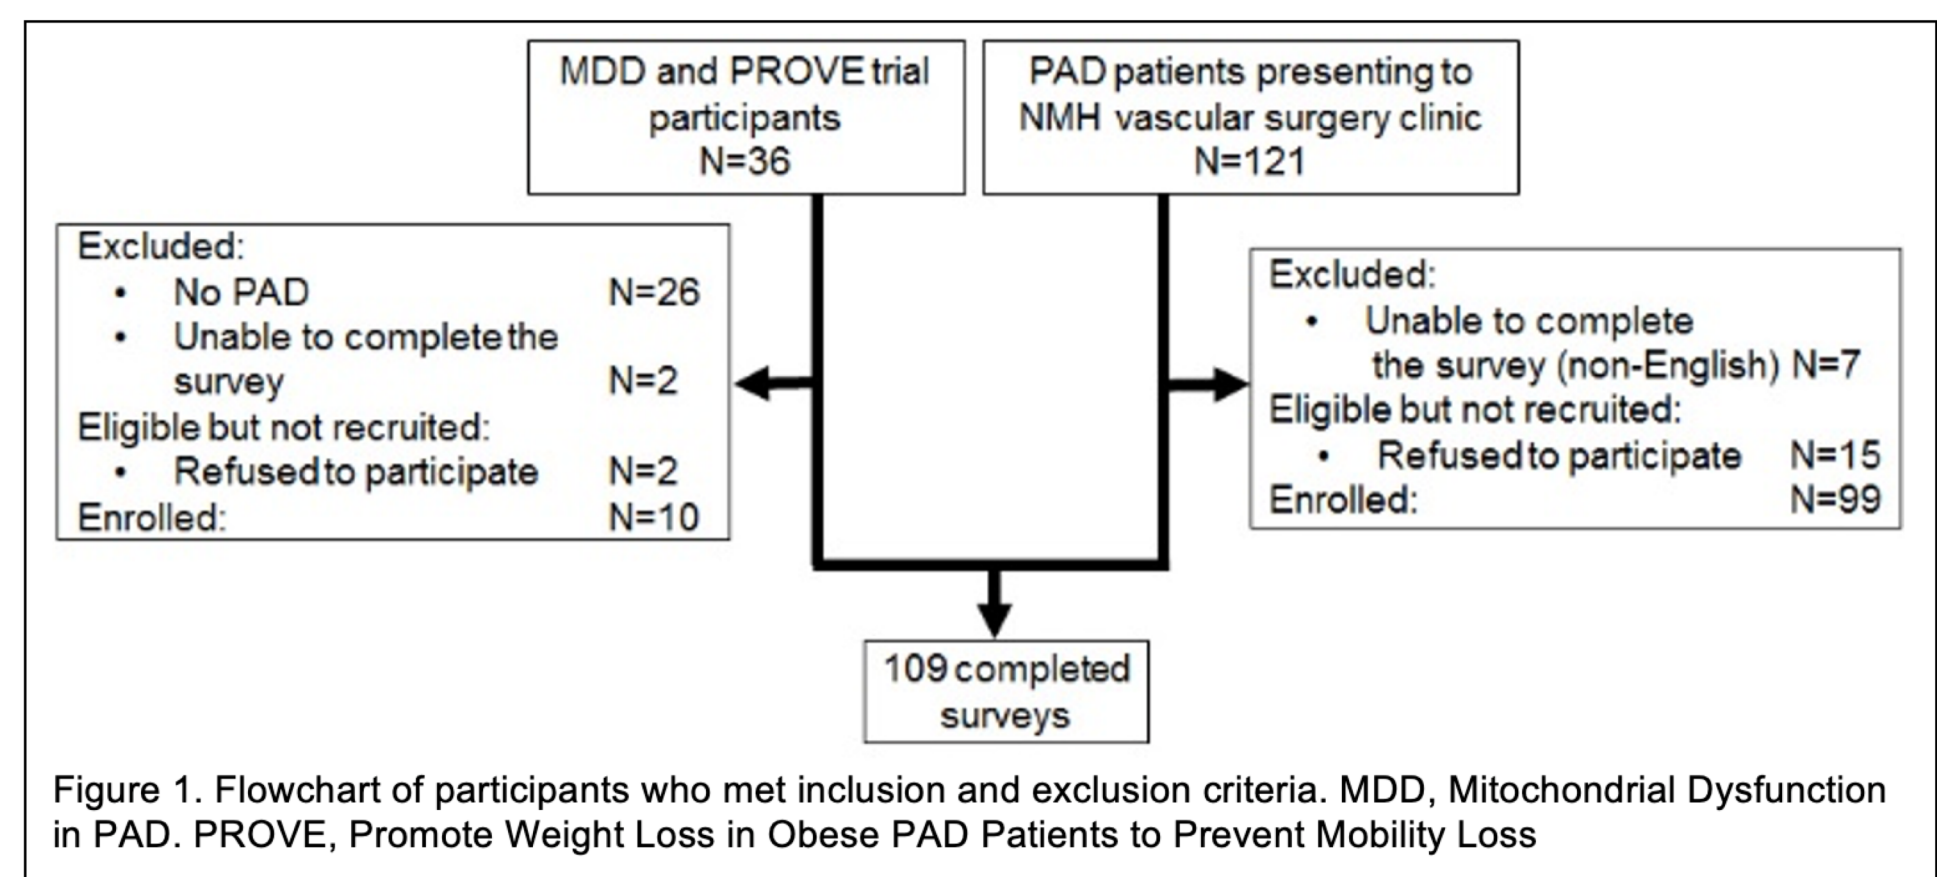 MDD and PROVE trial
participants
N=36
PAD patients presenting to
NMH vascular surgery clinic
N=121
Excluded:
• No PAD N=26
• Unable to complete the
survey N=2
Eligible but not recruited:
• Refused to participate N=2
Enrolled: N=10
Excluded:
• Unable to complete
the survey (non-English) N=7
Eligible but not recruited:
• Refused to participate N=15
Enrolled: N=99
109 completed
surveys
Figure 1. Flowchart of participants who met inclusion and exclusion criteria. MDD, Mitochondrial Dysfunction
in PAD. PROVE, Promote Weight Loss in Obese PAD Patients to Prevent Mobility Loss